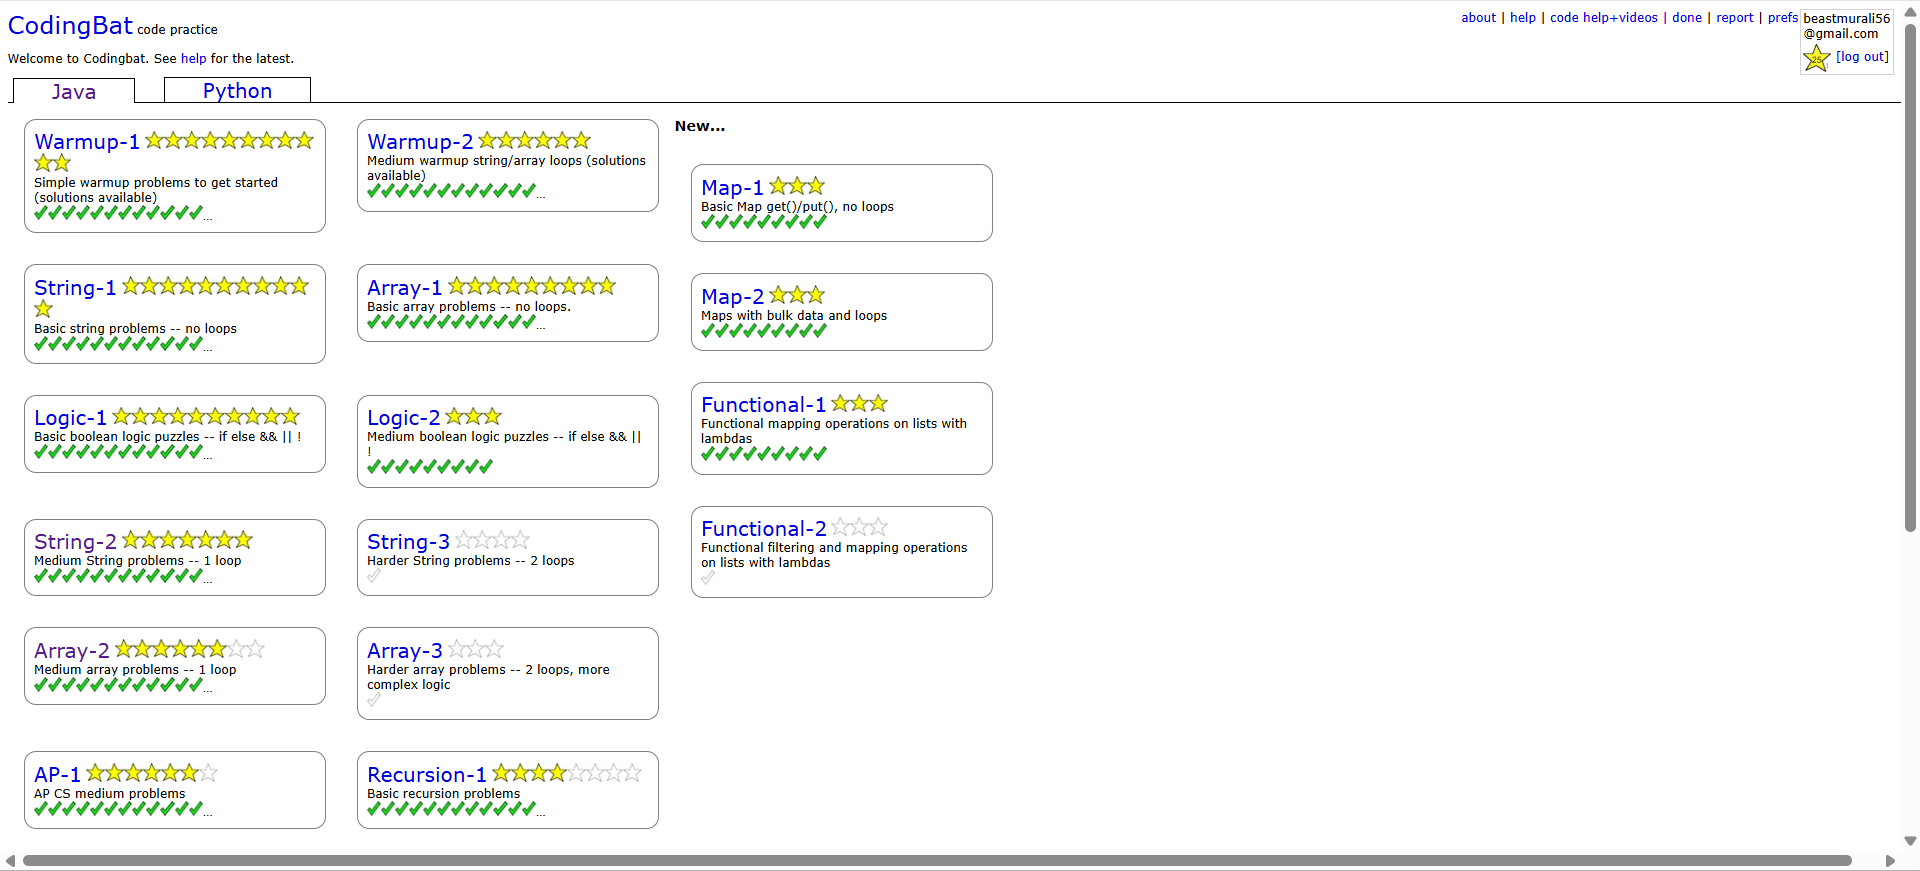 CodingBat code practice
about | help | code help+videos | done | report | prefs
beastmurali56
@gmail.com
[log out]
Welcome to Codingbat. See help for the latest.
Java
Python
Warmup-1
Simple warmup problems to get started
(solutions available)
...
Warmup-2
Medium warmup string/array loops (solutions
available)
...
New...
Map-1
Basic Map get()/put(), no loops
String-1
Basic string problems -- no loops
...
Array-1
Basic array problems -- no loops.
...
Map-2
Maps with bulk data and loops
Logic-1
Basic boolean logic puzzles -- if else && || !
...
Logic-2
Medium boolean logic puzzles -- if else && ||
!
Functional-1
Functional mapping operations on lists with
lambdas
String-2
Medium String problems -- 1 loop
...
String-3
Harder String problems -- 2 loops
Functional-2
Functional filtering and mapping operations
on lists with lambdas
Array-2
Medium array problems -- 1 loop
...
Array-3
Harder array problems -- 2 loops, more
complex logic
AP-1
AP CS medium problems
...
Recursion-1
Basic recursion problems
...